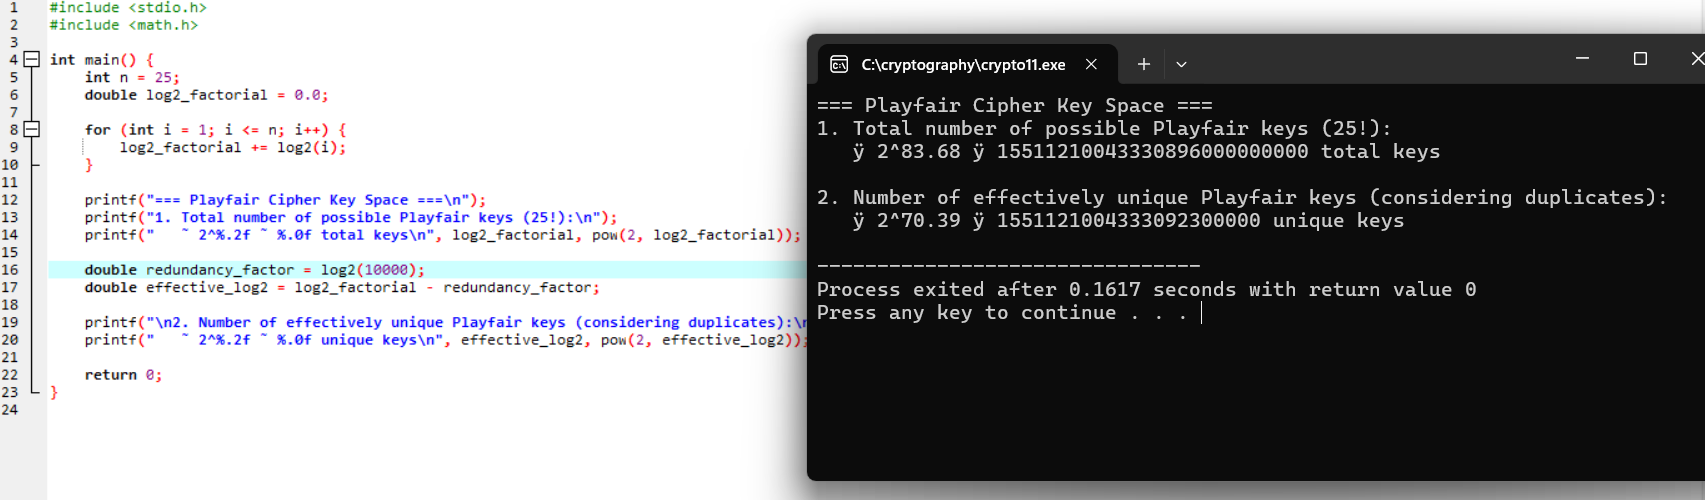 1 #include <stdio.h>
2 #include <math.h>
3
4 int main() {
5 int n = 25;
6 double log2_factorial = 0.0;
7
8 for (int i = 1; i <= n; i++) {
9 log2_factorial += log2(i);
10 }
11
12 printf("=== Playfair Cipher Key Space ===\n");
13 printf("1. Total number of possible Playfair keys (25!):\n");
14 printf("   ˜ 2^%.2f ˜ %.0f total keys\n", log2_factorial, pow(2, log2_factorial));
15
16 double redundancy_factor = log2(10000);
17 double effective_log2 = log2_factorial - redundancy_factor;
18
19 printf("\n2. Number of effectively unique Playfair keys (considering duplicates):\n
20 printf("   ˜ 2^%.2f ˜ %.0f unique keys\n", effective_log2, pow(2, effective_log2));
21
22 return 0;
23 }
24
C:\cryptography\crypto11.exe
=== Playfair Cipher Key Space ===
1. Total number of possible Playfair keys (25!):
ÿ 2^83.68 ÿ 15511210043330896000000000 total keys
2. Number of effectively unique Playfair keys (considering duplicates):
ÿ 2^70.39 ÿ 1551121004333092300000 unique keys
--------------------------------
Process exited after 0.1617 seconds with return value 0
Press any key to continue . . .